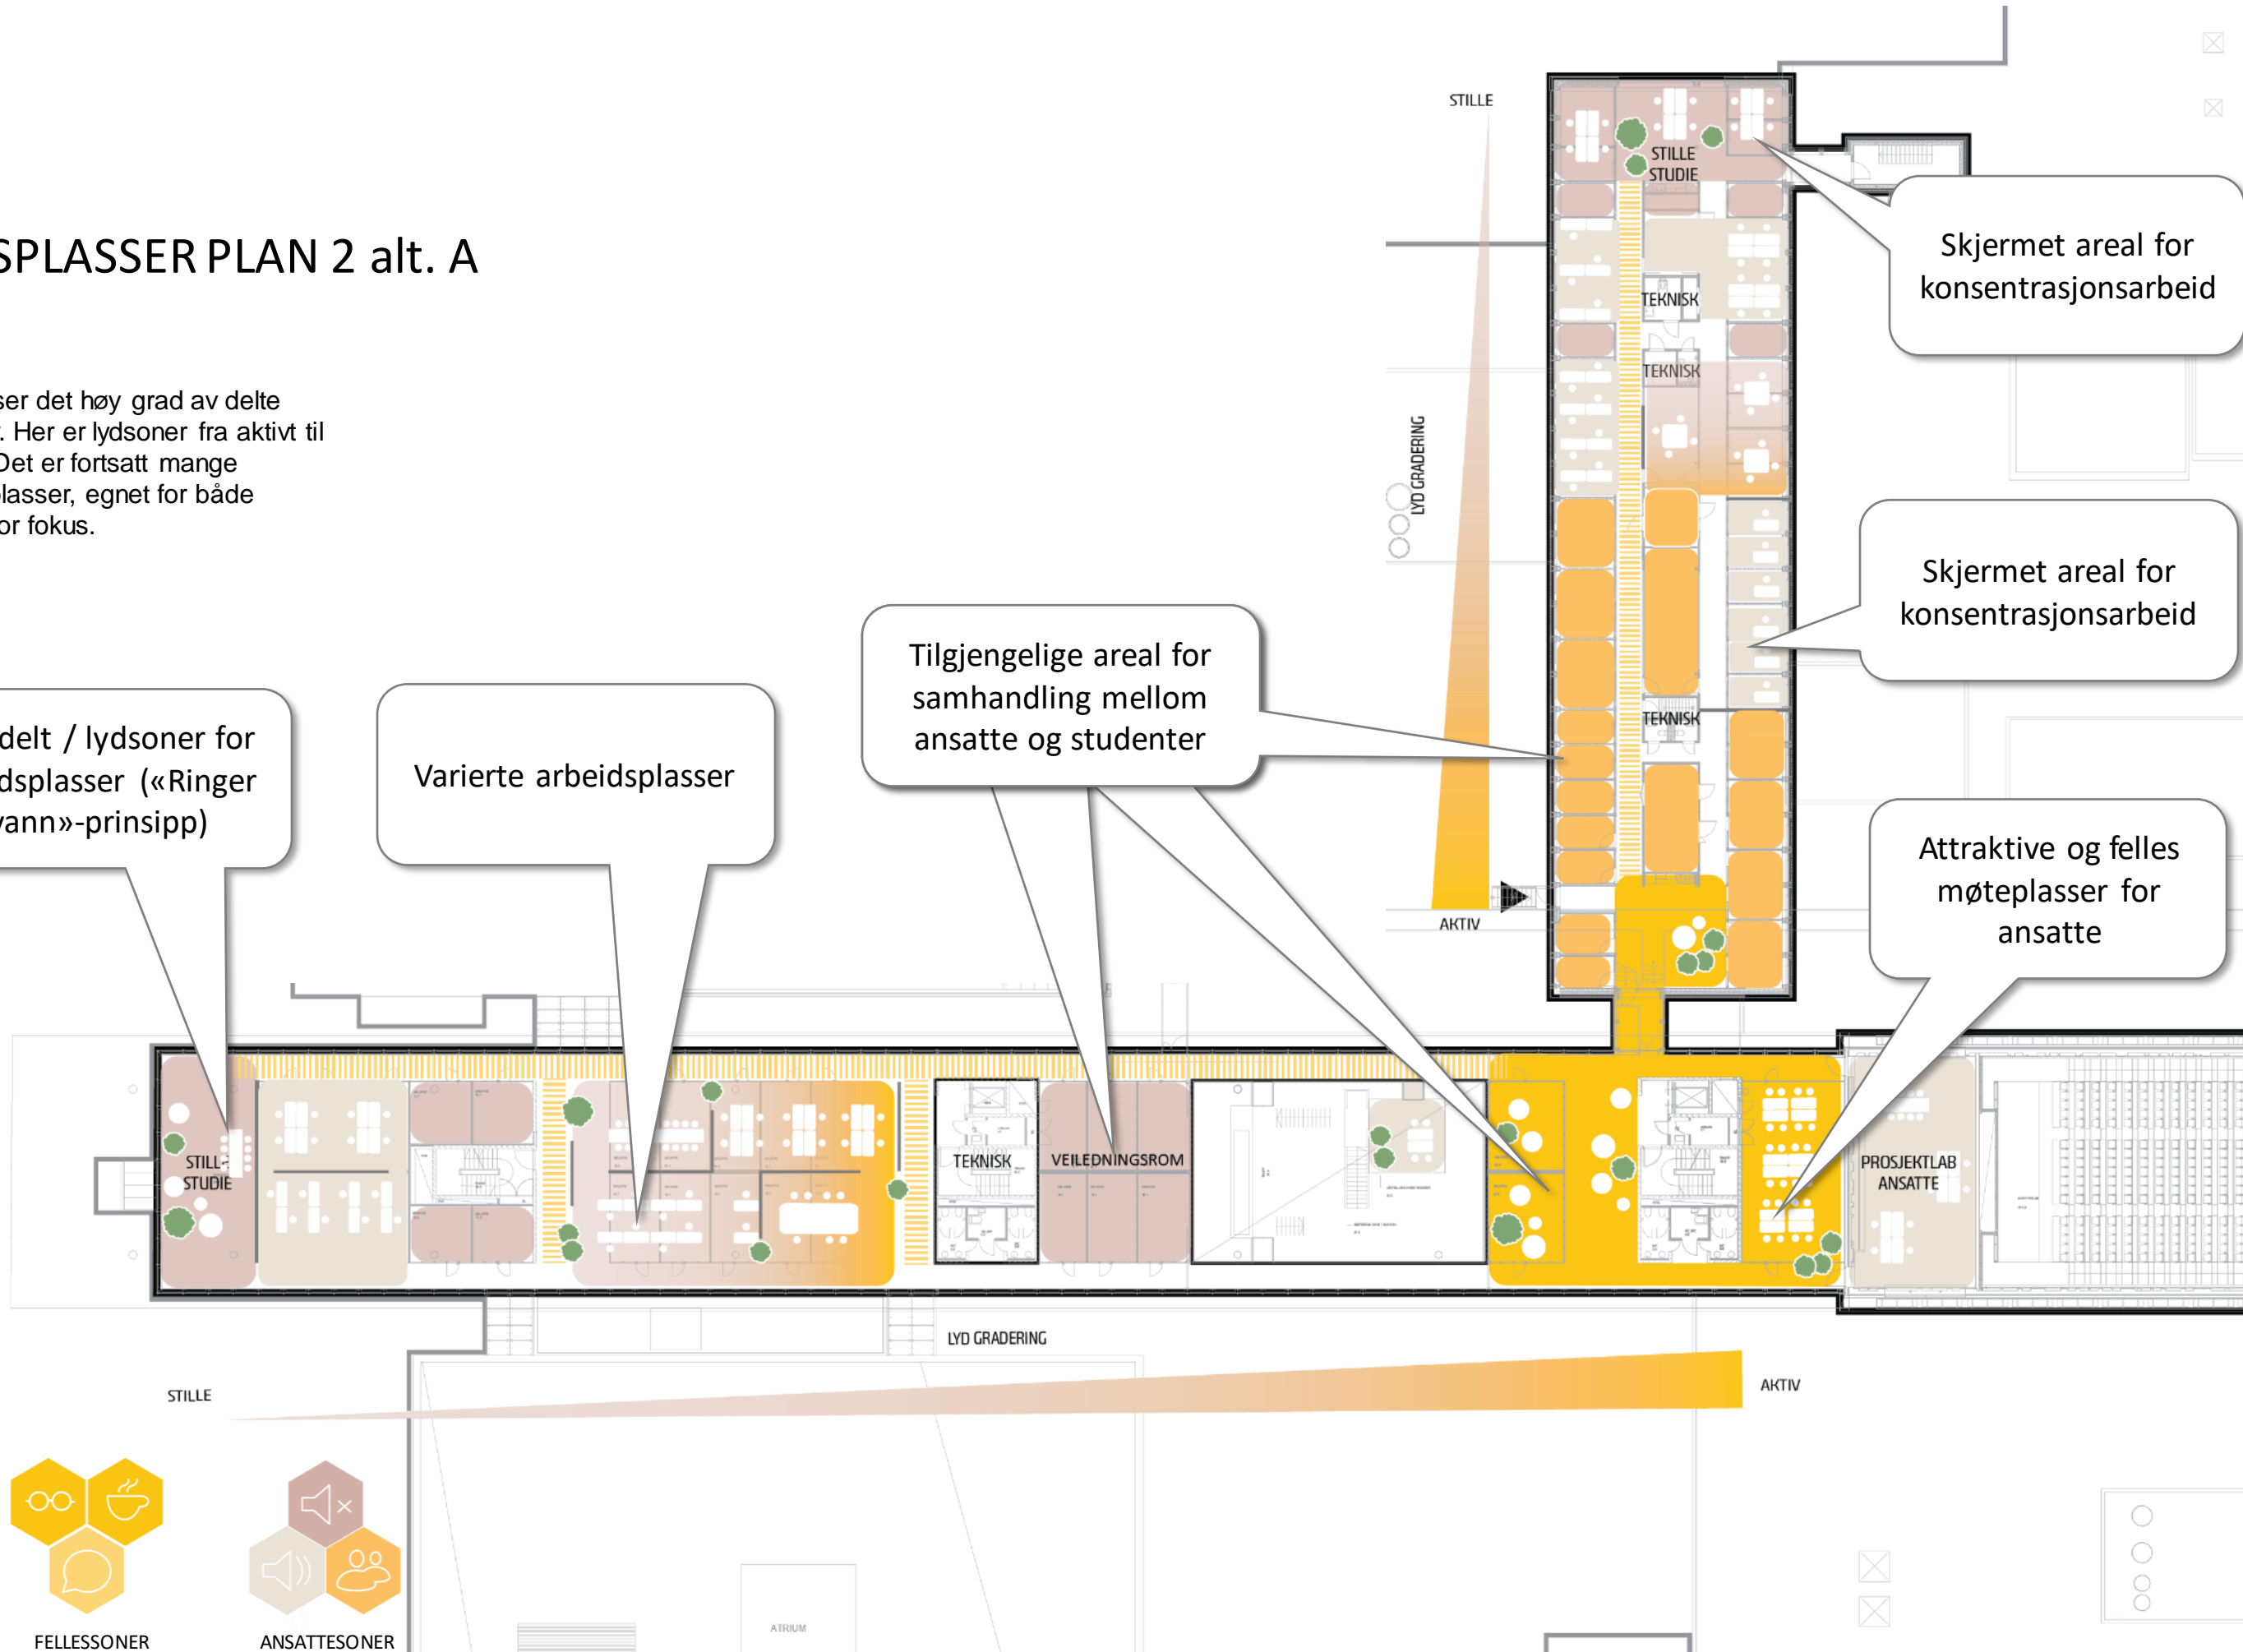 SPLASSER PLAN 2 alt. A
ser det høy grad av delte
Her er lydsoner fra aktivt til
Det er fortsatt mange
plasser, egnet for både
or fokus.
delt / lydsoner for
dsplasser («Ringer
vann»-prinsipp)
Varierte arbeidsplasser
Tilgjengelige areal for
samhandling mellom
ansatte og studenter
STILLE
LYD GRADERING
AKTIV
STILLE
STUDIE
TEKNISK
TEKNISK
TEKNISK
Skjermet areal for
konsentrasjonsarbeid
Skjermet areal for
konsentrasjonsarbeid
Attraktive og felles
møteplasser for
ansatte
STILLE
STUDIE
TEKNISK
VEILEDNINGSROM
PROSJEKTLAB
ANSATTE
LYD GRADERING
STILLE
AKTIV
FELLESSONER
ANSATTESONER
ATRIUM